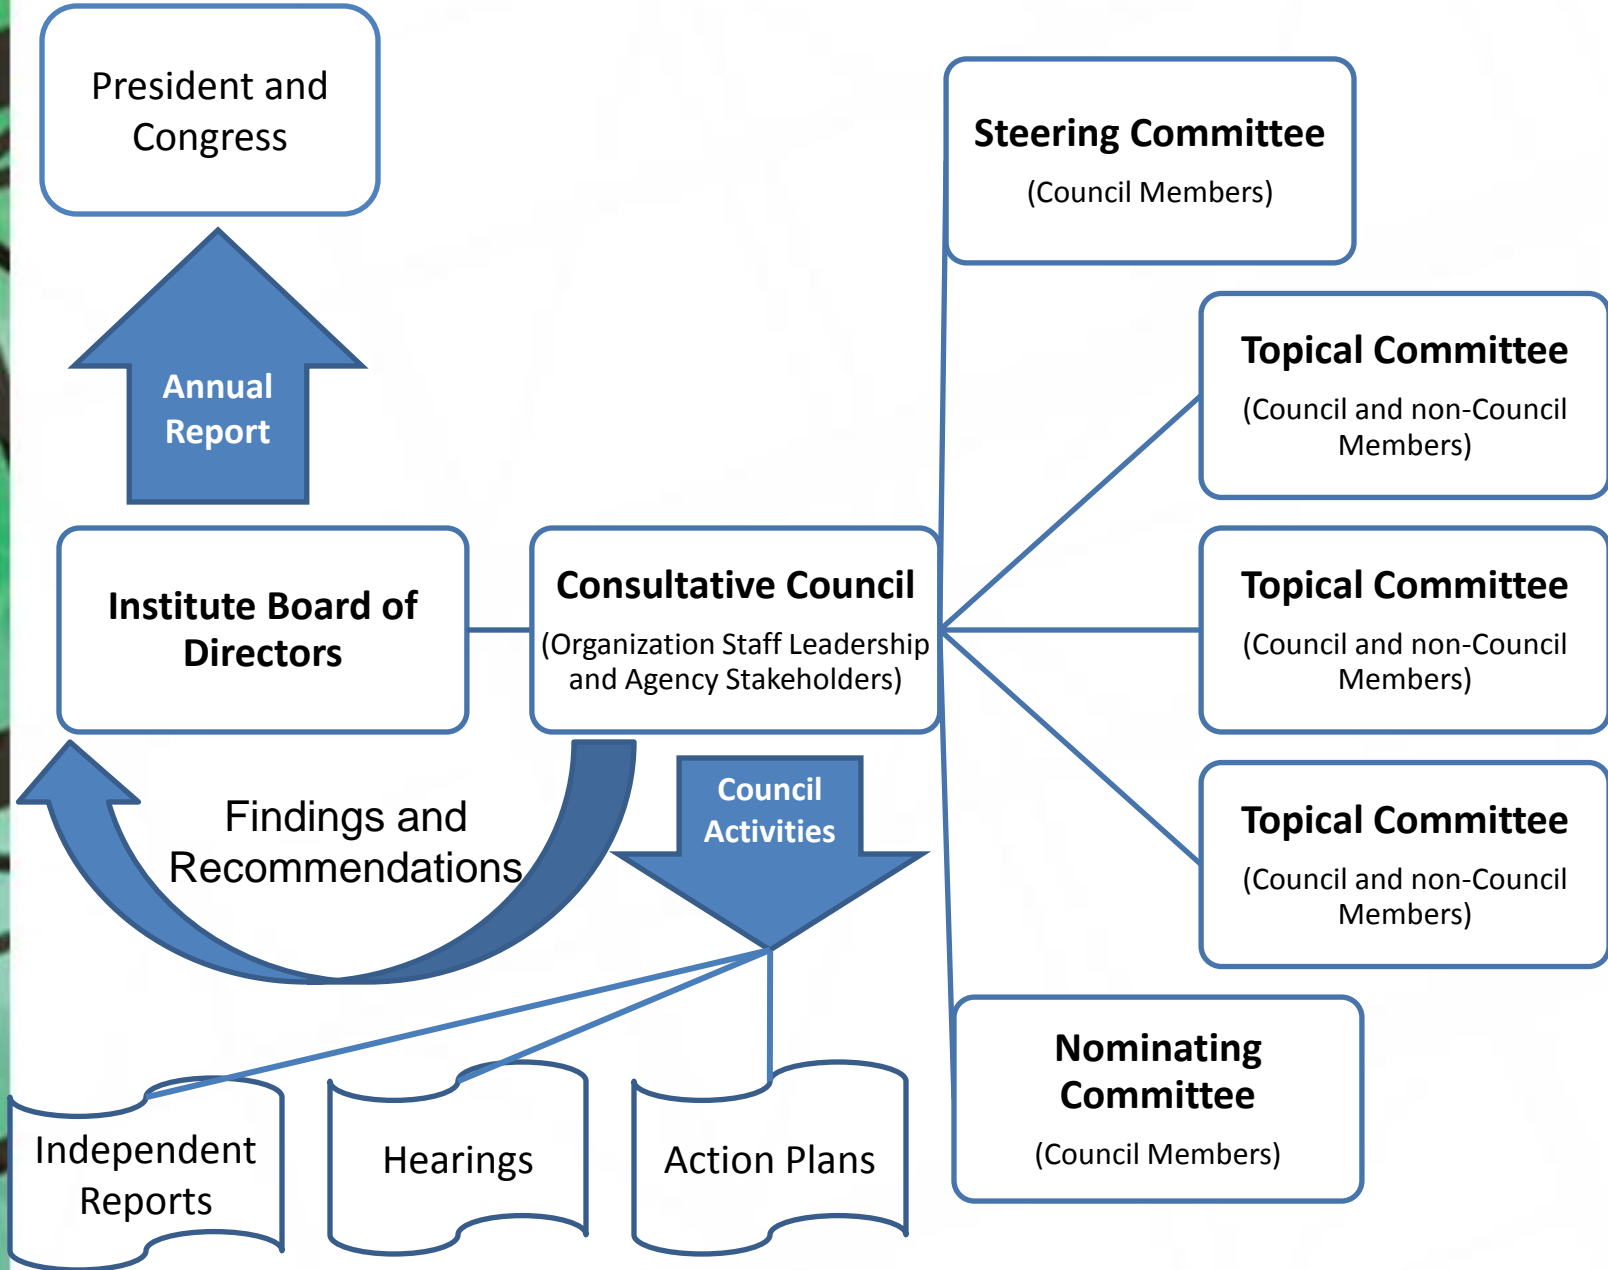 President and
Congress
Steering Committee
(Council Members)
Annual
Report
Topical Committee
(Council and non-Council
Members)
Institute Board of
Directors
Consultative Council
(Organization Staff Leadership
and Agency Stakeholders)
Topical Committee
(Council and non-Council
Members)
Findings and
Recommendations
Council
Activities
Topical Committee
(Council and non-Council
Members)
Nominating
Committee
(Council Members)
Independent
Reports
Hearings
Action Plans